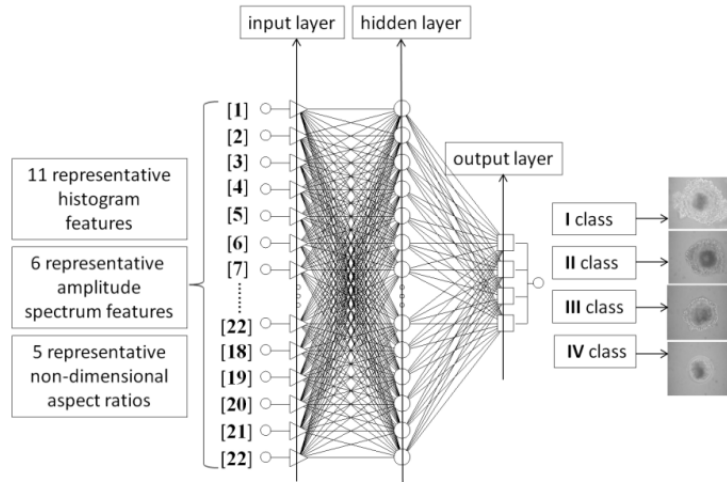 input layer
hidden layer
11 representative
histogram
features
6 representative
amplitude
spectrum features
5 representative
non-dimensional
aspect ratios
[1]
[2]
[3]
[4]
[5]
[6]
[7]
.......
[22]
[18]
[19]
[20]
[21]
[22]
output layer
I class
II class
III class
IV class